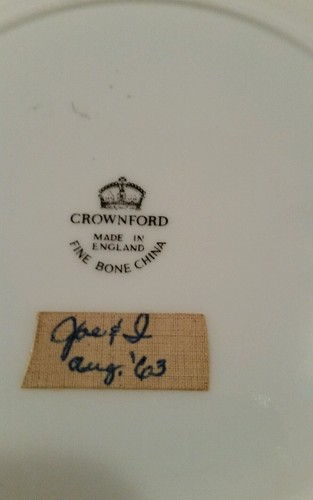 CROWNFORD
MADE IN
ENGLAND
FINE BONE CHINA
Joe & I
Aug. '63